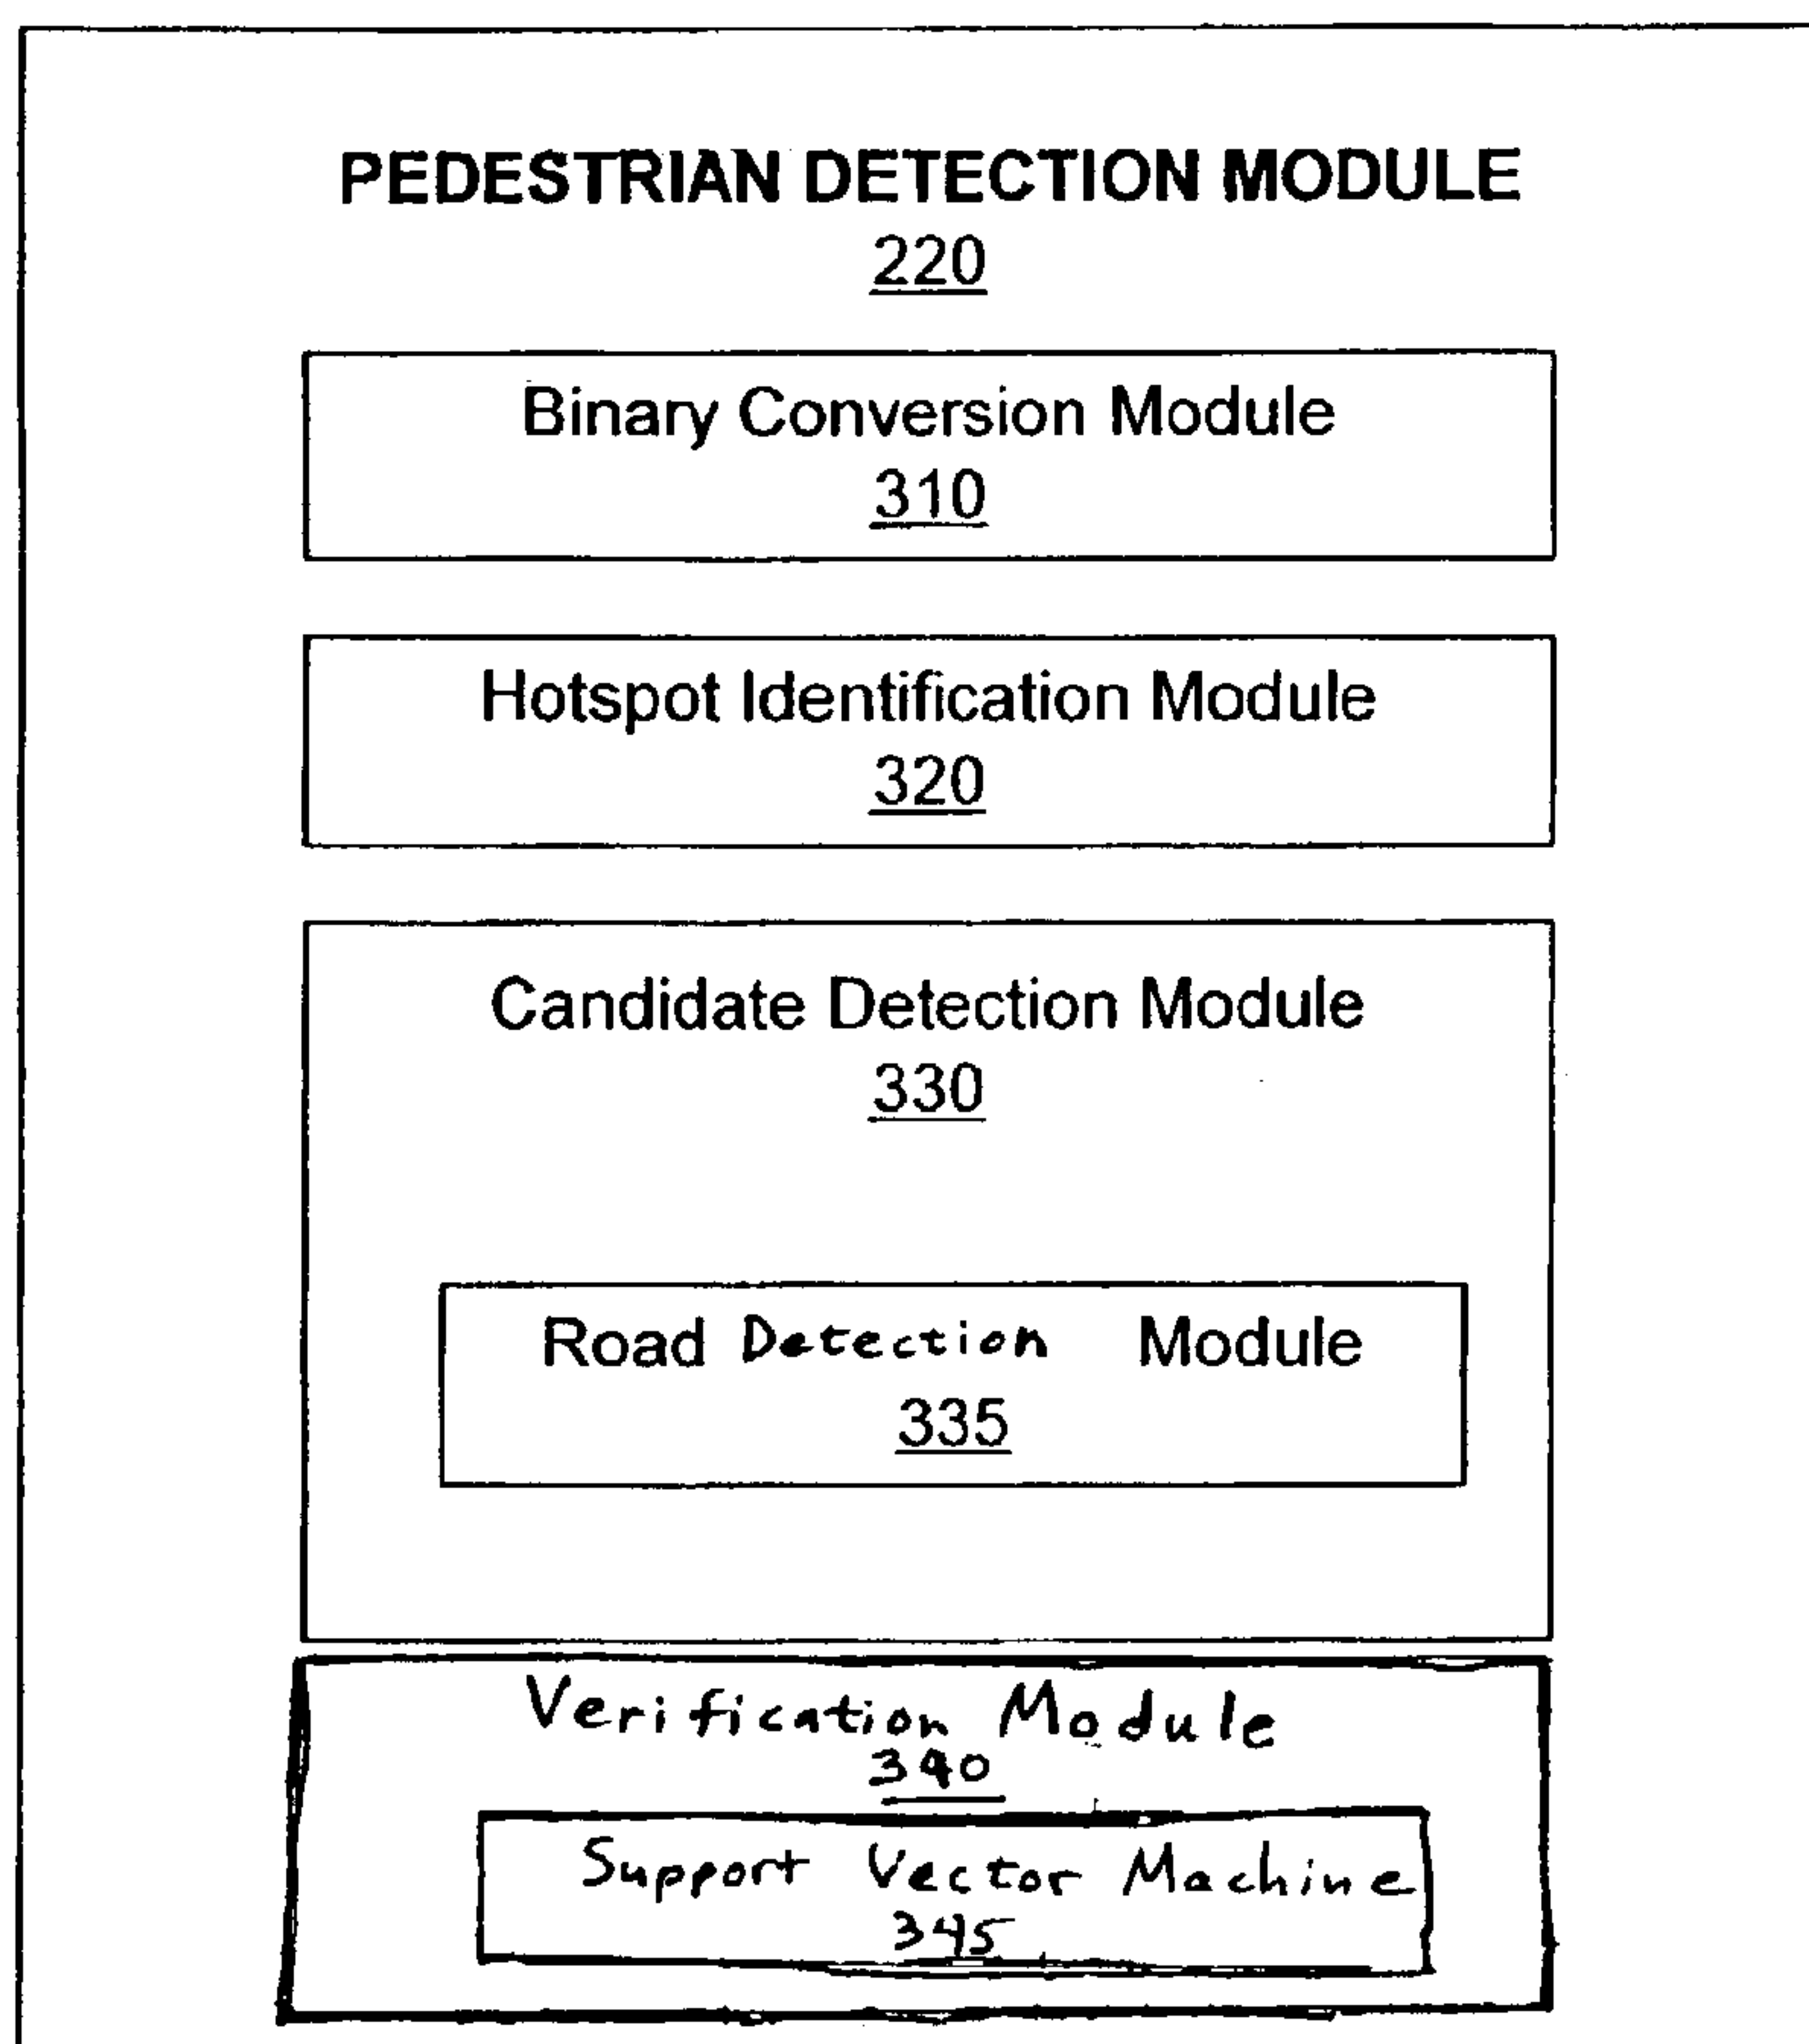 PEDESTRIAN DETECTION MODULE
220
Binary Conversion Module
310
Hotspot Identification Module
320
Candidate Detection Module
330
Road Detection Module
335
Verification Module
340
Support Vector Machine
345